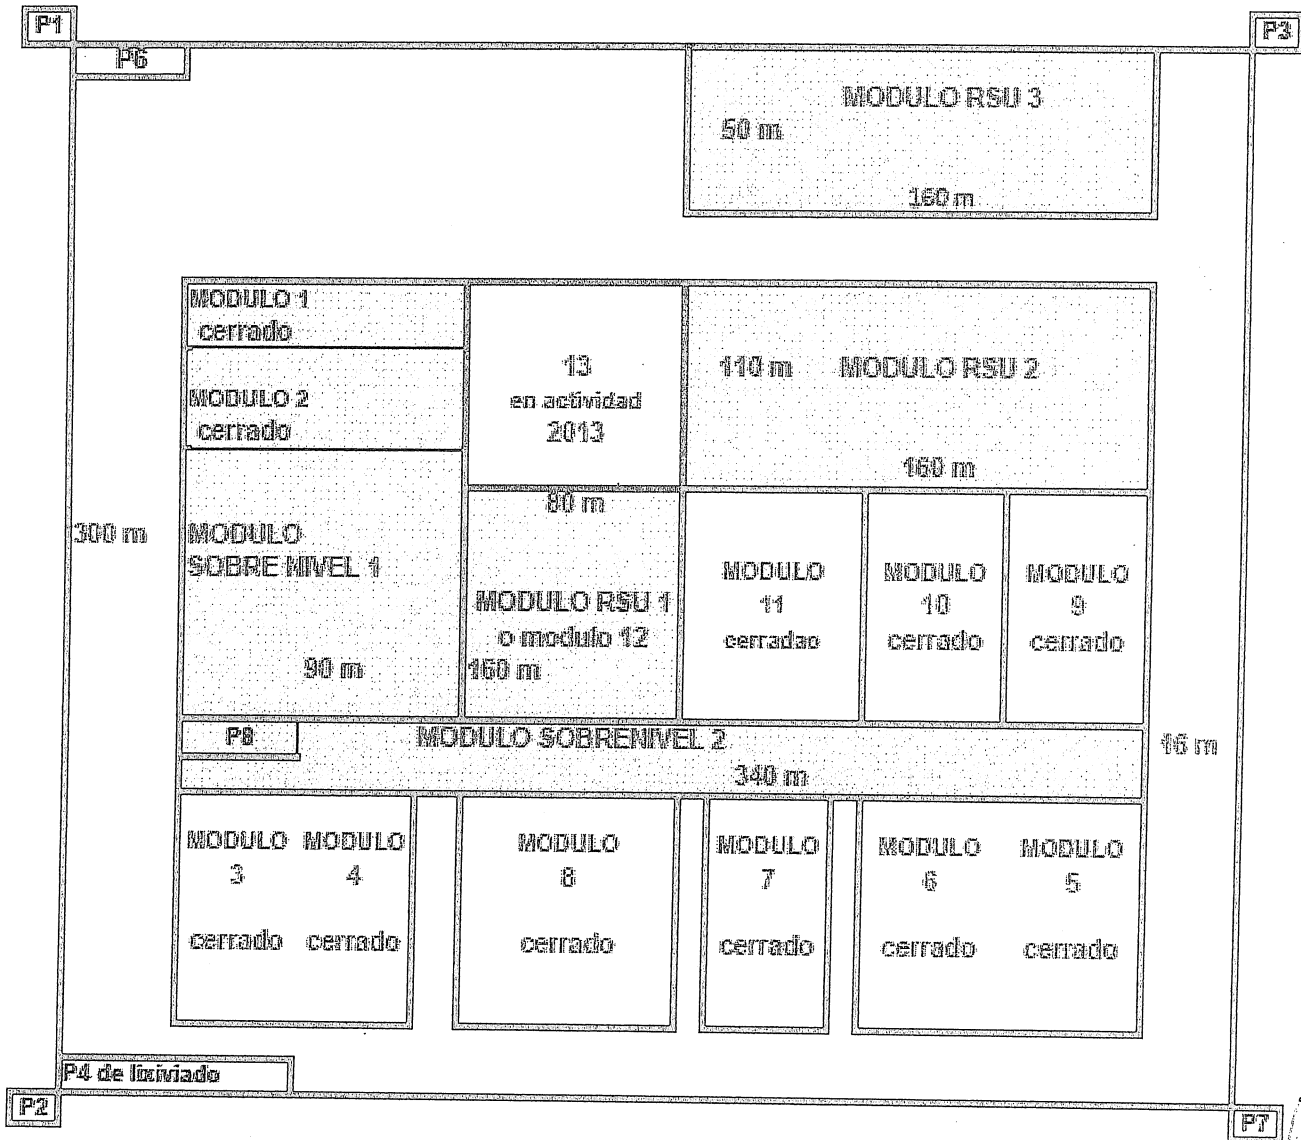 P1
P3
P6
MODULO RSU 3
50 m
160 m
MODULO 1
cerrado
MODULO 2
cerrado
13
en actividad
2013
110 m MODULO RSU 2
160 m
300 m
MODULO
SOBRE NIVEL 1
90 m
80 m
MODULO RSU 1
o modulo 12
160 m
MODULO
11
cerradao
MODULO
10
cerrado
MODULO
9
cerrado
P8
MODULO SOBRENIVEL 2
340 m
16 m
MODULO
3
cerrado
MODULO
4
cerrado
MODULO
8
cerrado
MODULO
7
cerrado
MODULO
6
cerrado
MODULO
5
cerrado
P4 de lixiviado
P2
P7